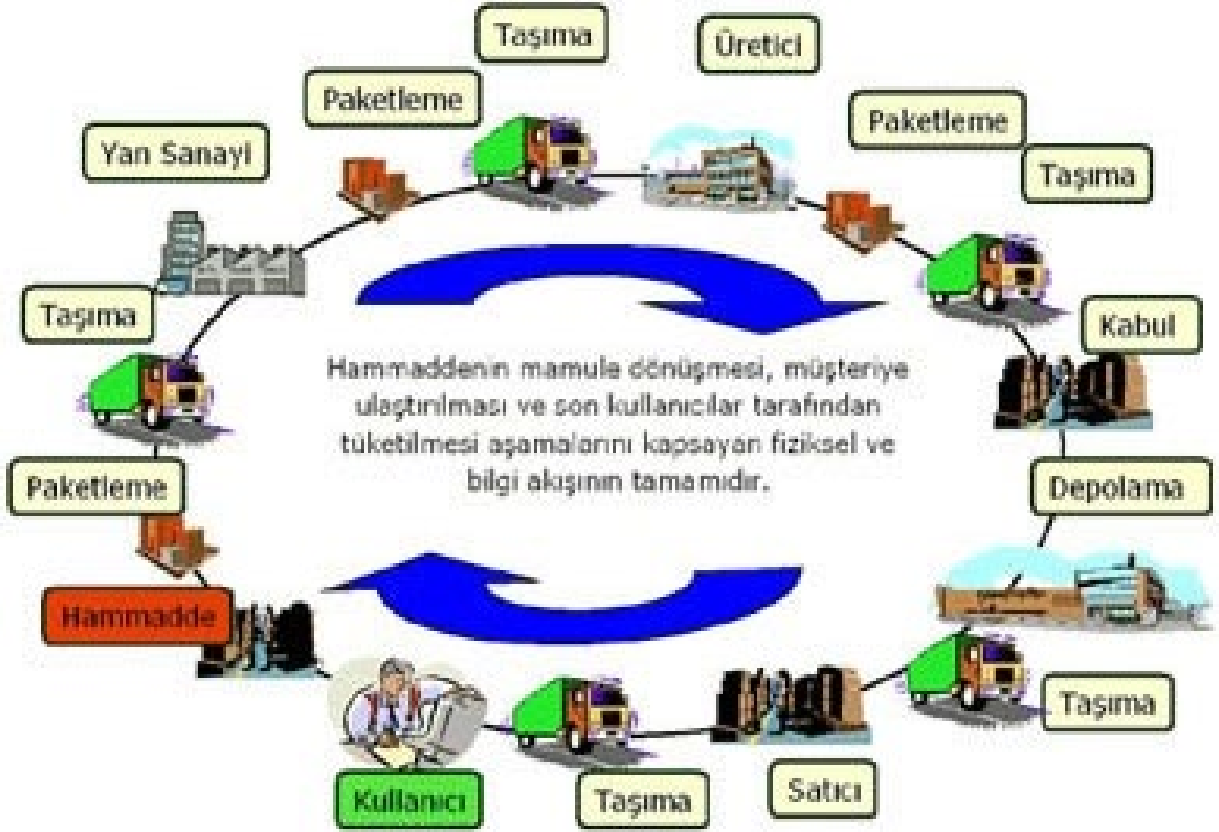 Taşıma
Üretici
Paketleme
Paketleme
Yan Sanayi
Taşıma
Taşıma
Kabul
Hammaddenin mamule dönüşmesi, müşteriye
ulaştırılması ve son kullanıcılar tarafından
tüketilmesi aşamalarını kapsayan fiziksel ve
bilgi akışının tamamıdır.
Paketleme
Depolama
Hammadde
Taşıma
Kullanıcı
Taşıma
Satıcı